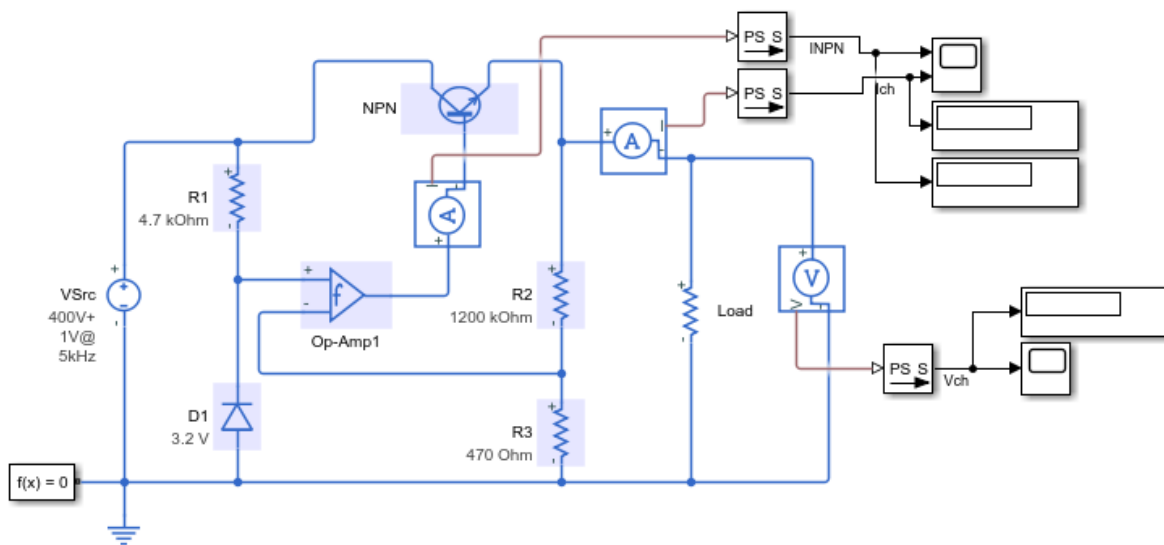 PS S
INPN
PS S
Ich
NPN
+
A
-
+
R1
4.7 kOhm
-
I
-
A
+
+
-
f
Op-Amp1
+
VSrc
400V+
1V@
5kHz
-
+
R2
1200 kOhm
-
+
Load
-
+
V
V
-
PS S
Vch
D1
3.2 V
+
R3
470 Ohm
-
f(x) = 0